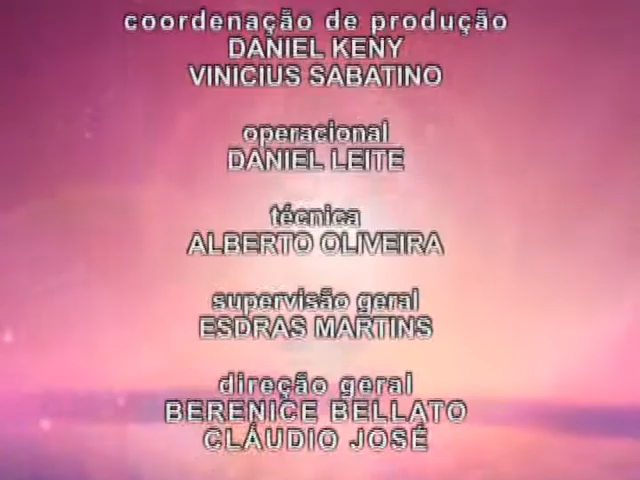 coordenação de produção
DANIEL KENY
VINICIUS SABATINO
operacional
DANIEL LEITE
técnica
ALBERTO OLIVEIRA
supervisão geral
ESDRAS MARTINS
direção geral
BERENICE BELLATO
CLÁUDIO JOSÉ